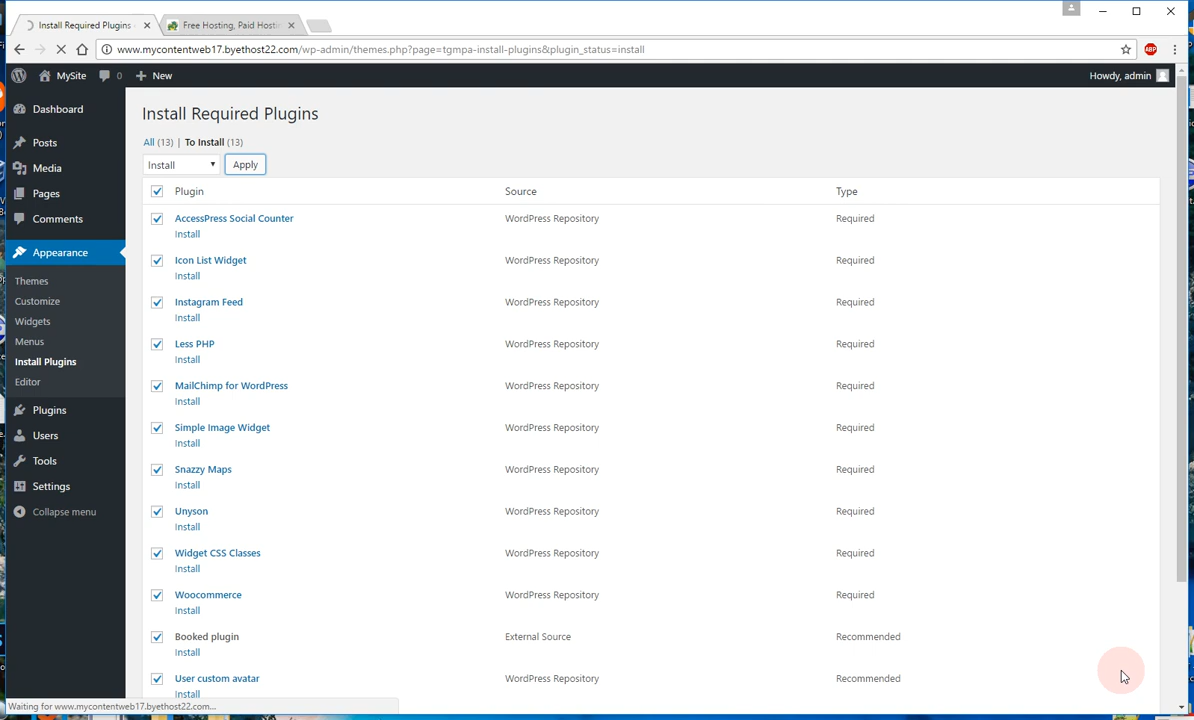 Install Required Plugins
Free Hosting, Paid Hosti
www.mycontentweb17.byethost22.com/wp-admin/themes.php?page=tgmpa-install-plugins&plugin_status=install
ABP
MySite
0
New
Howdy, admin
Dashboard
Posts
Media
Pages
Comments
Appearance
Themes
Customize
Widgets
Menus
Install Plugins
Editor
Plugins
Users
Tools
Settings
Collapse menu
Install Required Plugins
All (13) | To Install (13)
Install Apply
Plugin Source Type
AccessPress Social Counter WordPress Repository Required
Install
Icon List Widget WordPress Repository Required
Install
Instagram Feed WordPress Repository Required
Install
Less PHP WordPress Repository Required
Install
MailChimp for WordPress WordPress Repository Required
Install
Simple Image Widget WordPress Repository Required
Install
Snazzy Maps WordPress Repository Required
Install
Unyson WordPress Repository Required
Install
Widget CSS Classes WordPress Repository Required
Install
Woocommerce WordPress Repository Required
Install
Booked plugin External Source Recommended
Install
User custom avatar WordPress Repository Recommended
Install
Waiting for www.mycontentweb17.byethost22.com...